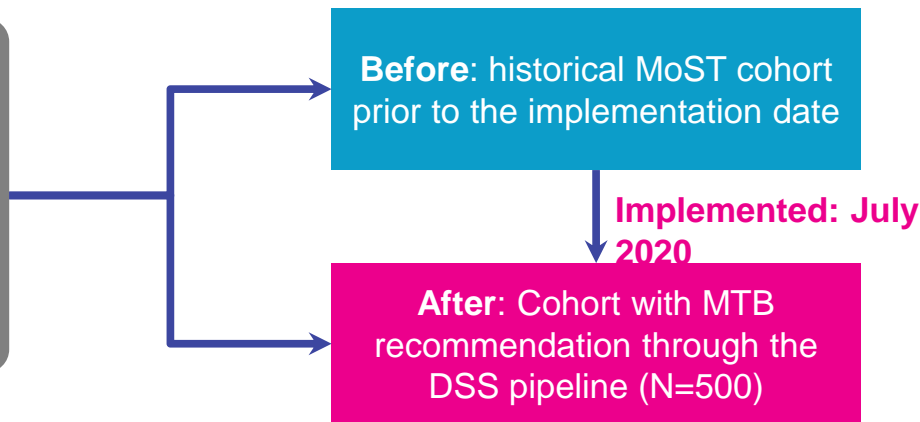 Before: historical MoST cohort
prior to the implementation date
Implemented: July
2020
After: Cohort with MTB
recommendation through the
DSS pipeline (N=500)